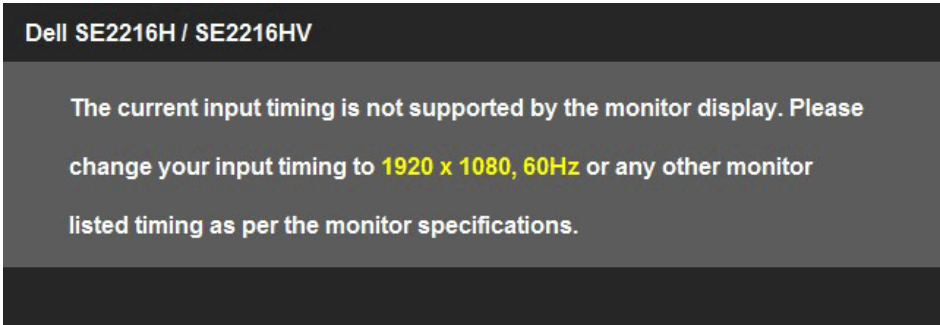 Dell SE2216H / SE2216HV
The current input timing is not supported by the monitor display. Please
change your input timing to 1920 x 1080, 60Hz or any other monitor
listed timing as per the monitor specifications.